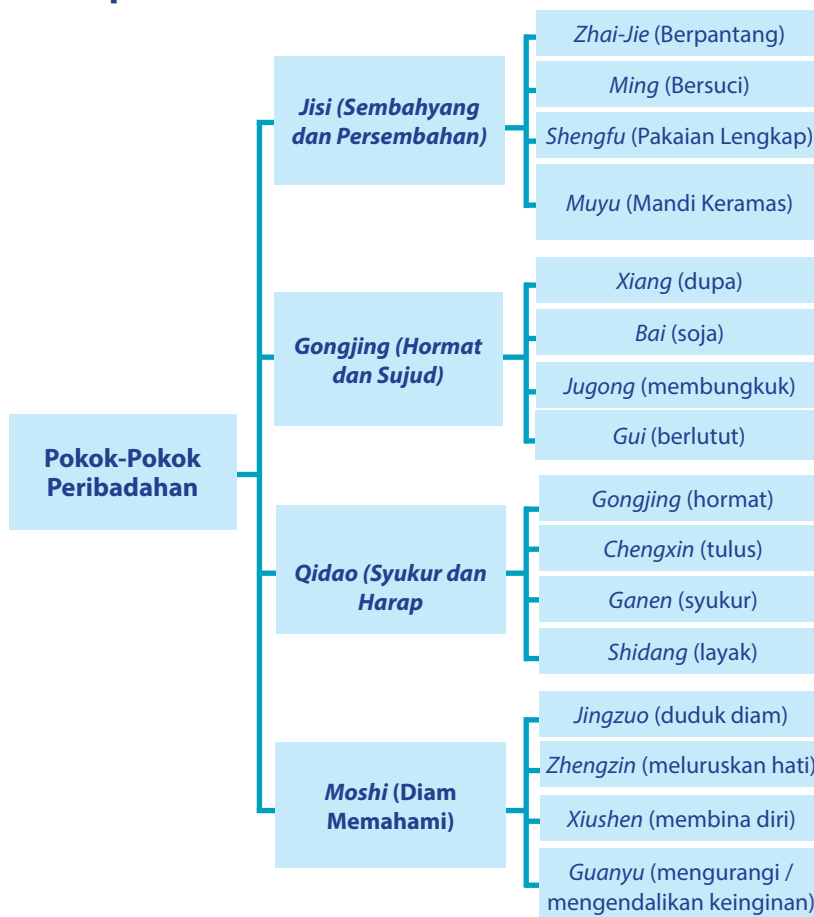 Zhai-Jie (Berpantang)
Ming (Bersuci)
Shengfu (Pakaian Lengkap)
Muyu (Mandi Keramas)
Jisi (Sembahyang
dan Persembahan)
Xiang (dupa)
Bai (soja)
Jugong (membungkuk)
Gui (berlutut)
Gongjing (Hormat
dan Sujud)
Pokok-Pokok
Peribadahan
Gongjing (hormat)
Chengxin (tulus)
Ganen (syukur)
Shidang (layak)
Qidao (Syukur dan
Harap
Jingzuo (duduk diam)
Zhengzin (meluruskan hati)
Xiushen (membina diri)
Guanyu (mengurangi /
mengendalikan keinginan)
Moshi (Diam
Memahami)